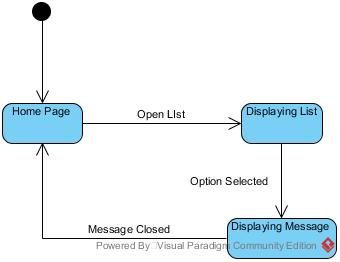 Home Page
Open LIst
Displaying List
Option Selected
Message Closed
Displaying Message
Powered By Visual Paradigm Community Edition